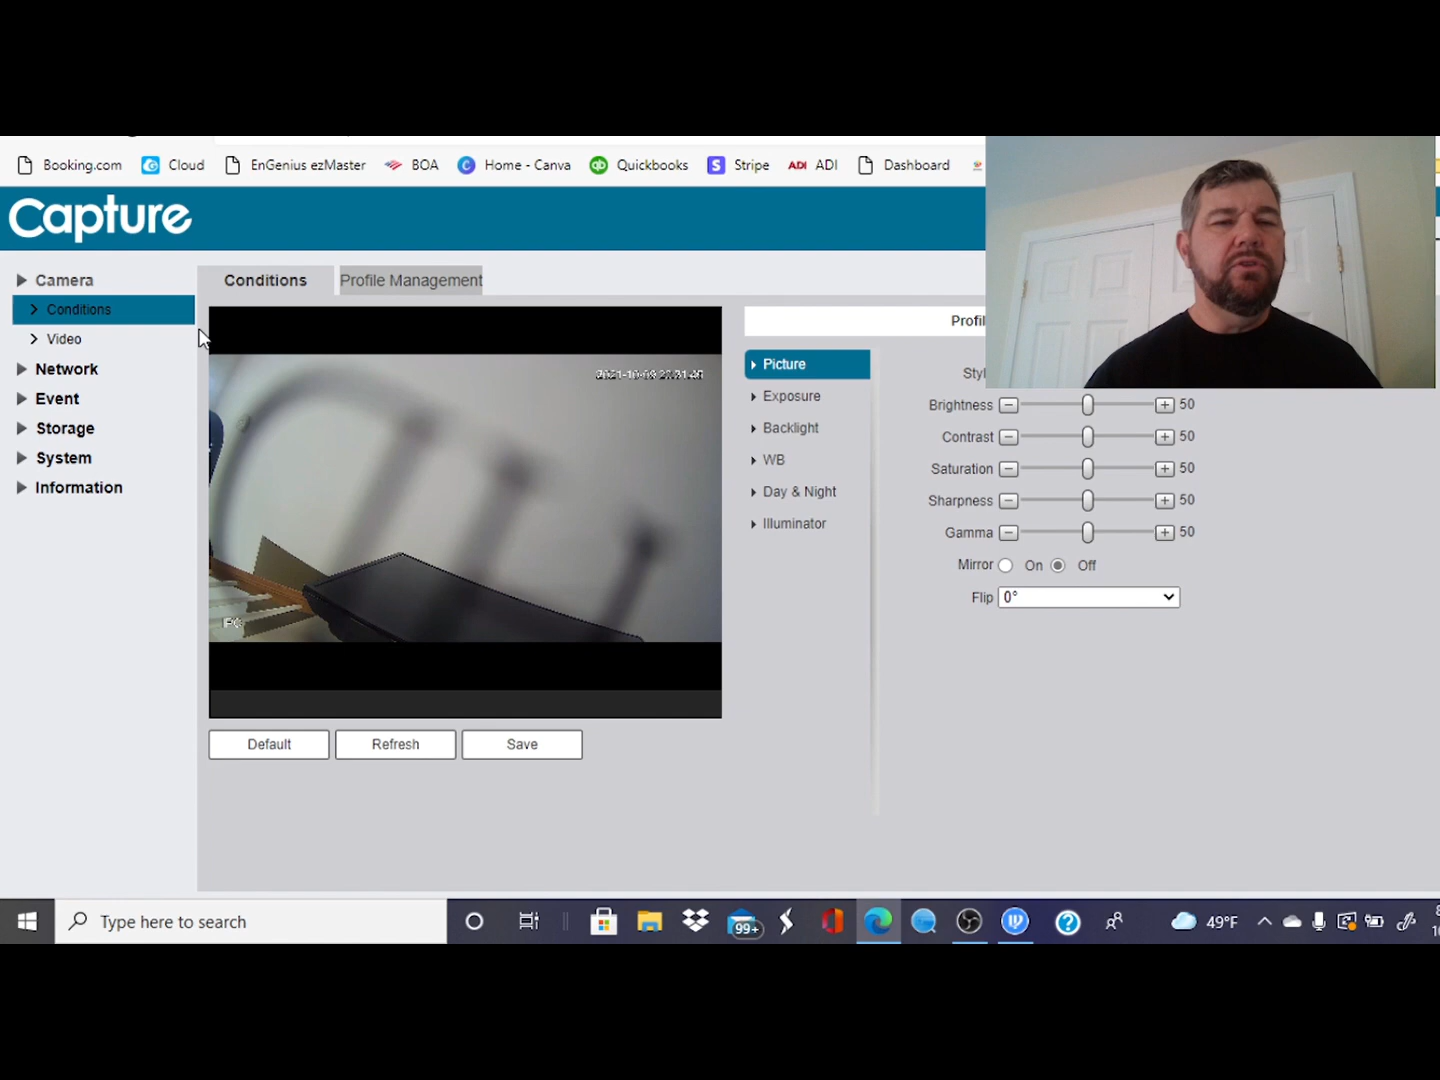 Booking.com Cloud EnGenius ezMaster BOA Home - Canva Quickbooks Stripe ADI ADI Dashboard
Capture
Camera
Conditions
Video
Network
Event
Storage
System
Information
Conditions Profile Management
IPC
Default Refresh Save
Profil
Picture
Exposure
Backlight
WB
Day & Night
Illuminator
Styl
Brightness 50
Contrast 50
Saturation 50
Sharpness 50
Gamma 50
Mirror On Off
Flip 0°
Type here to search 99+ 49°F